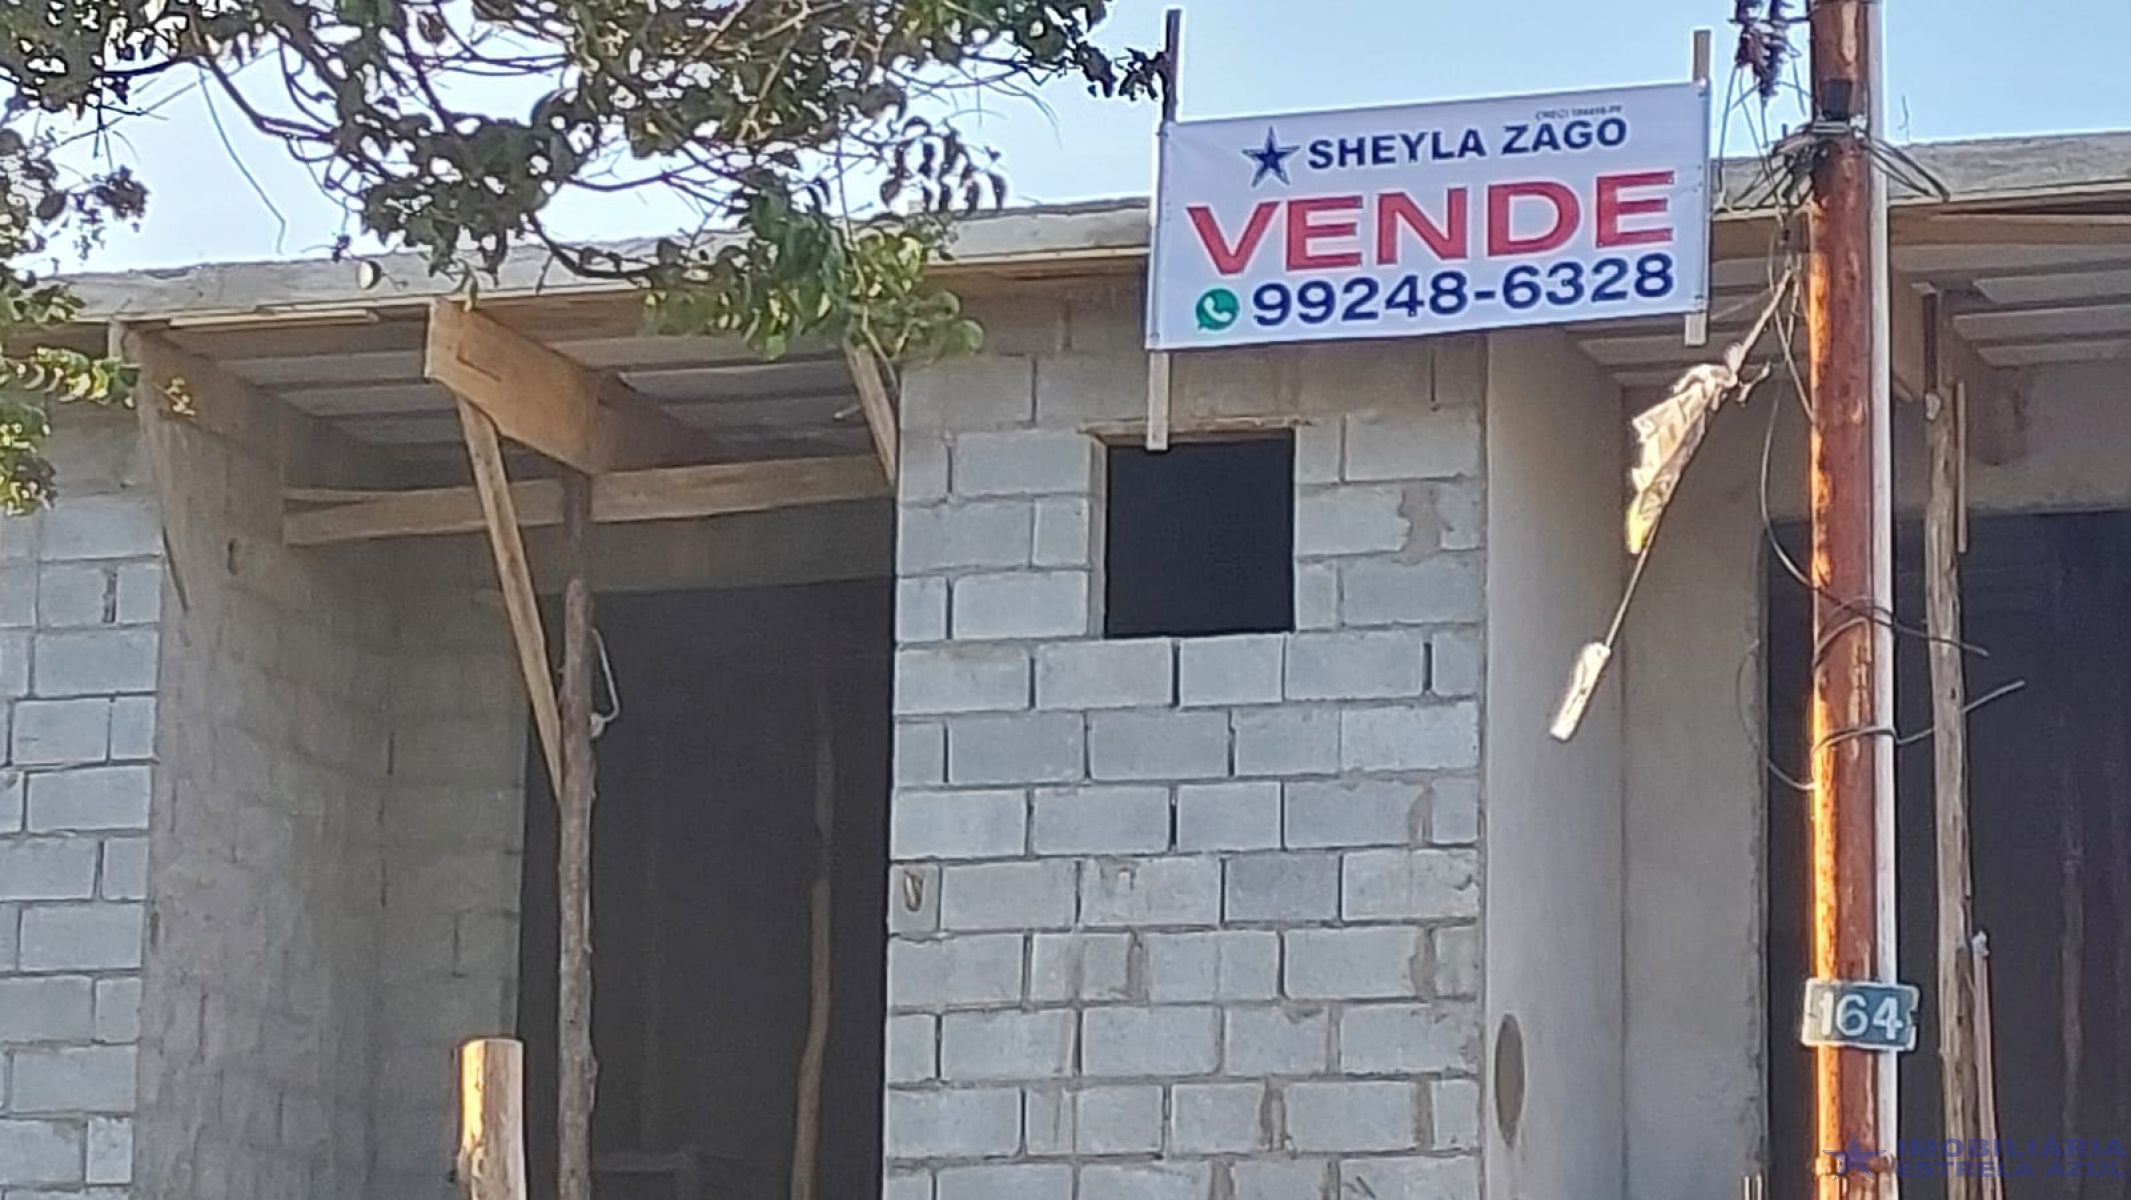 SHEYLA ZAGO
VENDE
99248-6328
164
IMOBILIÁRIA
ESTRELA AZUL